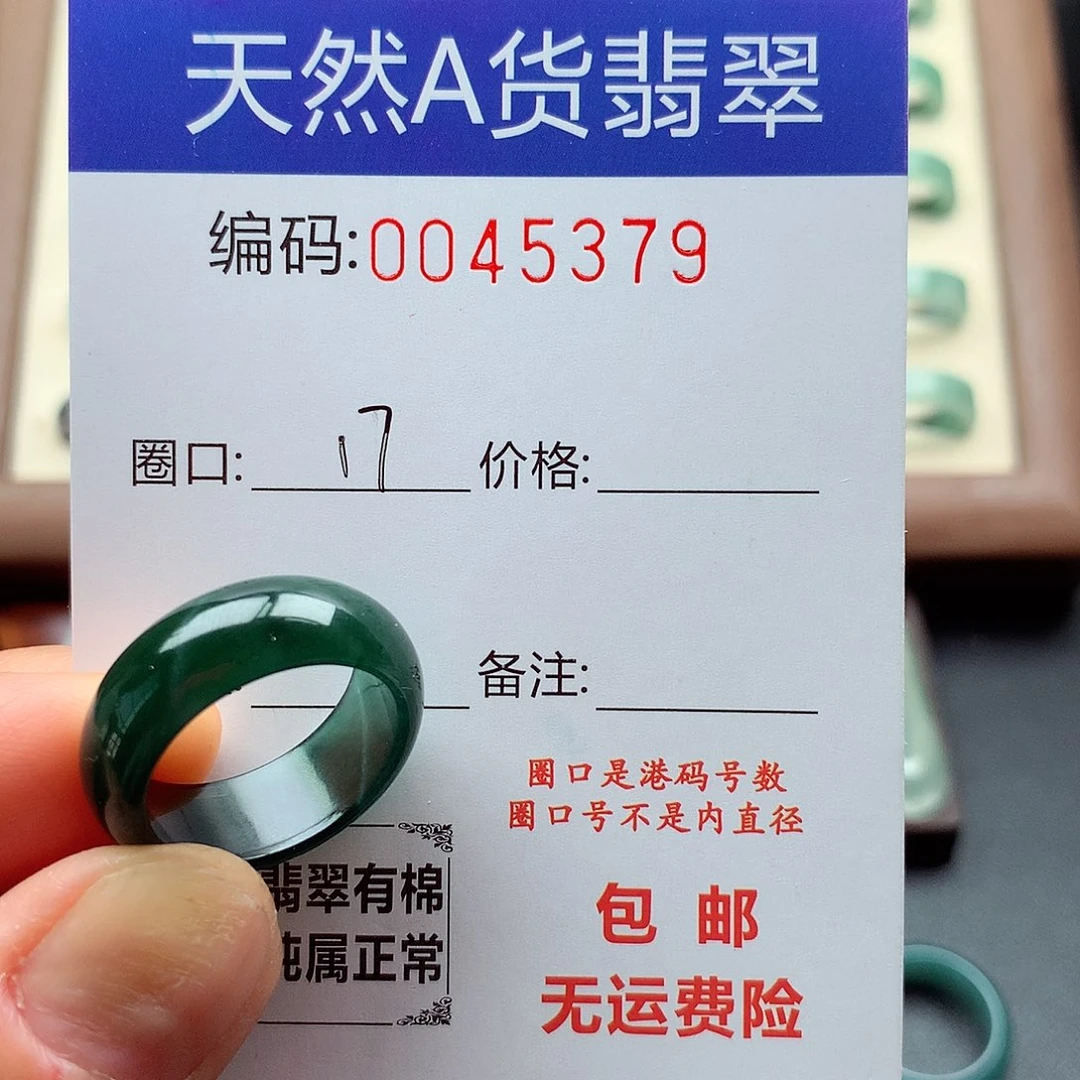 天然A货翡翠
编码:0045379
圈口: 17 价格:
备注:
圈口是港码号数
圈口号不是内直径
翡翠有棉
纯属正常
包 邮
无运费险